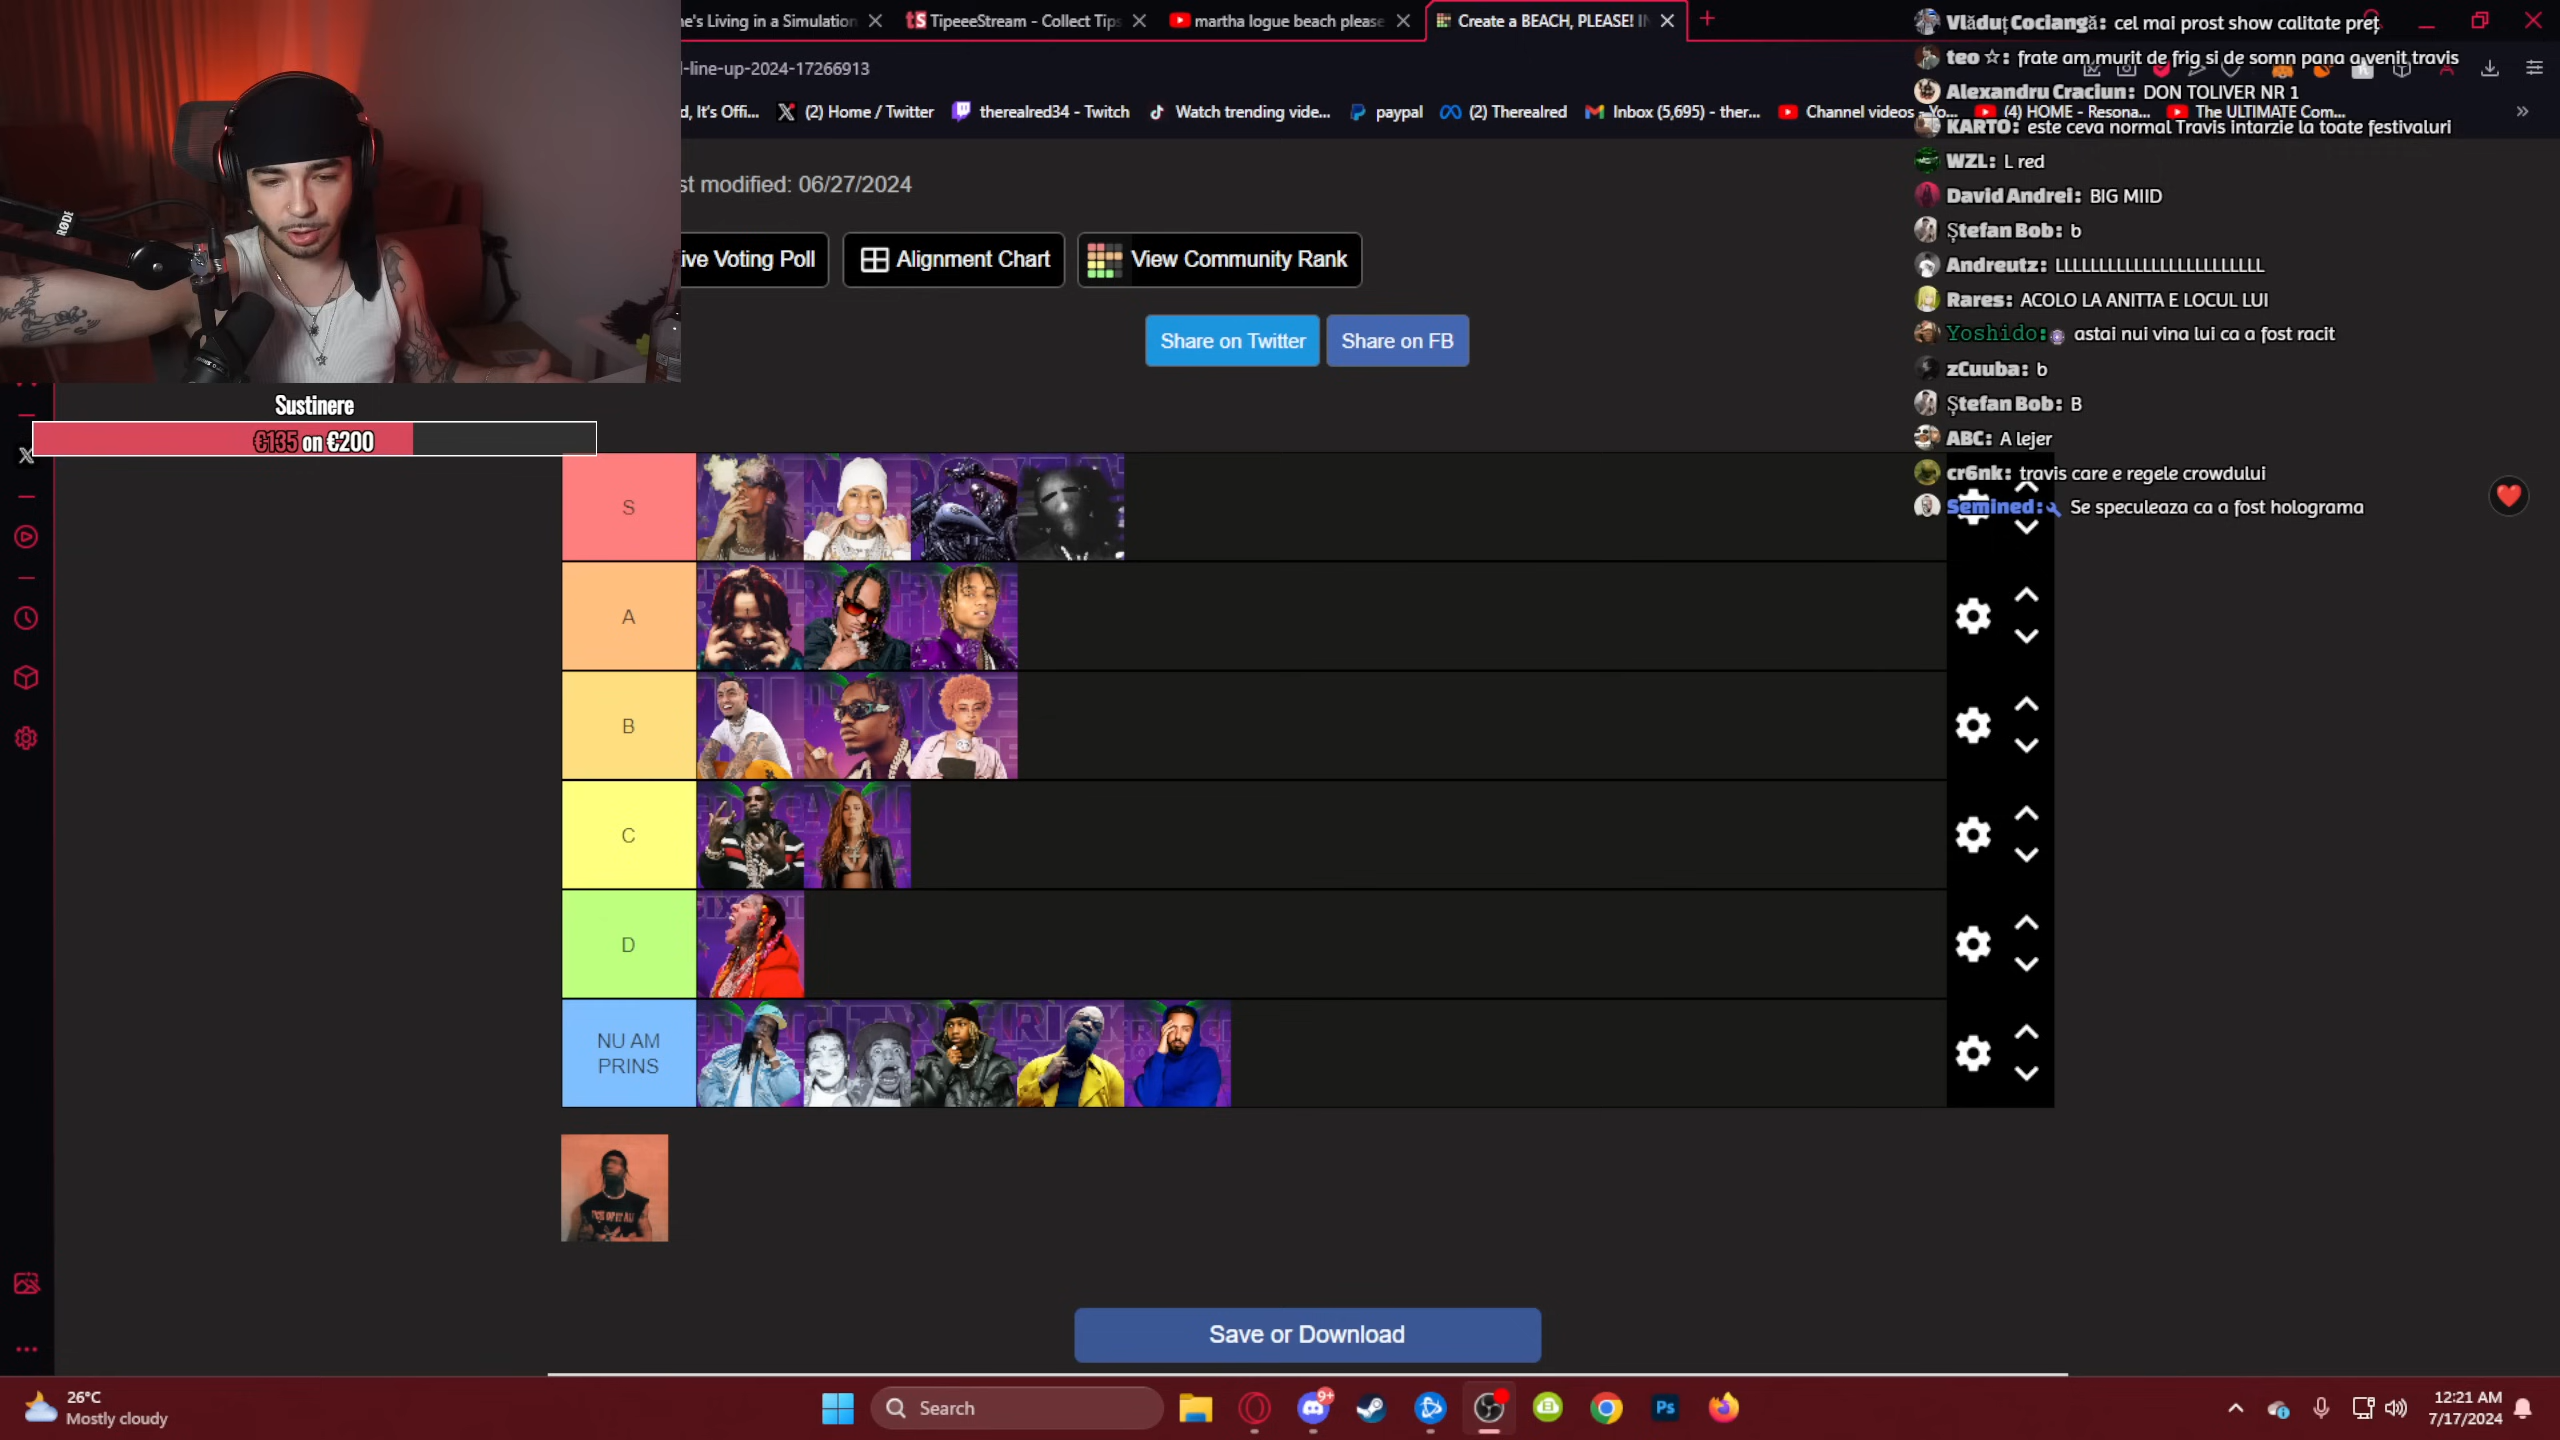 ne's Living in a Simulation
TipeeeStream - Collect Tips
martha logue beach please
Create a BEACH, PLEASE!
l-line-up-2024-17266913
d, It's Offi...
(2) Home / Twitter
therealred34 - Twitch
Watch trending vide...
paypal
(2) Therealred
Inbox (5,695) - ther...
Channel videos - Yo...
(4) HOME - Resona...
The ULTIMATE Com...
st modified: 06/27/2024
ive Voting Poll
Alignment Chart
View Community Rank
Share on Twitter
Share on FB
RØDE
Sustinere
€135 on €200
Vlăduț Cociangă: cel mai prost show calitate preț
teo ☆: frate am murit de frig si de somn pana a venit travis
Alexandru Craciun: DON TOLIVER NR 1
KARTO: este ceva normal Travis intarzie la toate festivaluri
WZL: L red
David Andrei: BIG MIID
Ștefan Bob: b
Andreutz: LLLLLLLLLLLLLLLLLLLLLLLL
Rares: ACOLO LA ANITTA E LOCUL LUI
Yoshido: astai nui vina lui ca a fost racit
zCuuba: b
Ștefan Bob: B
ABC: A lejer
cr6nk: travis care e regele crowdului
Semined: Se speculeaza ca a fost holograma
S
A
B
C
D
NU AM
PRINS
Save or Download
26°C
Mostly cloudy
Search
9+
Ps
12:21 AM
7/17/2024